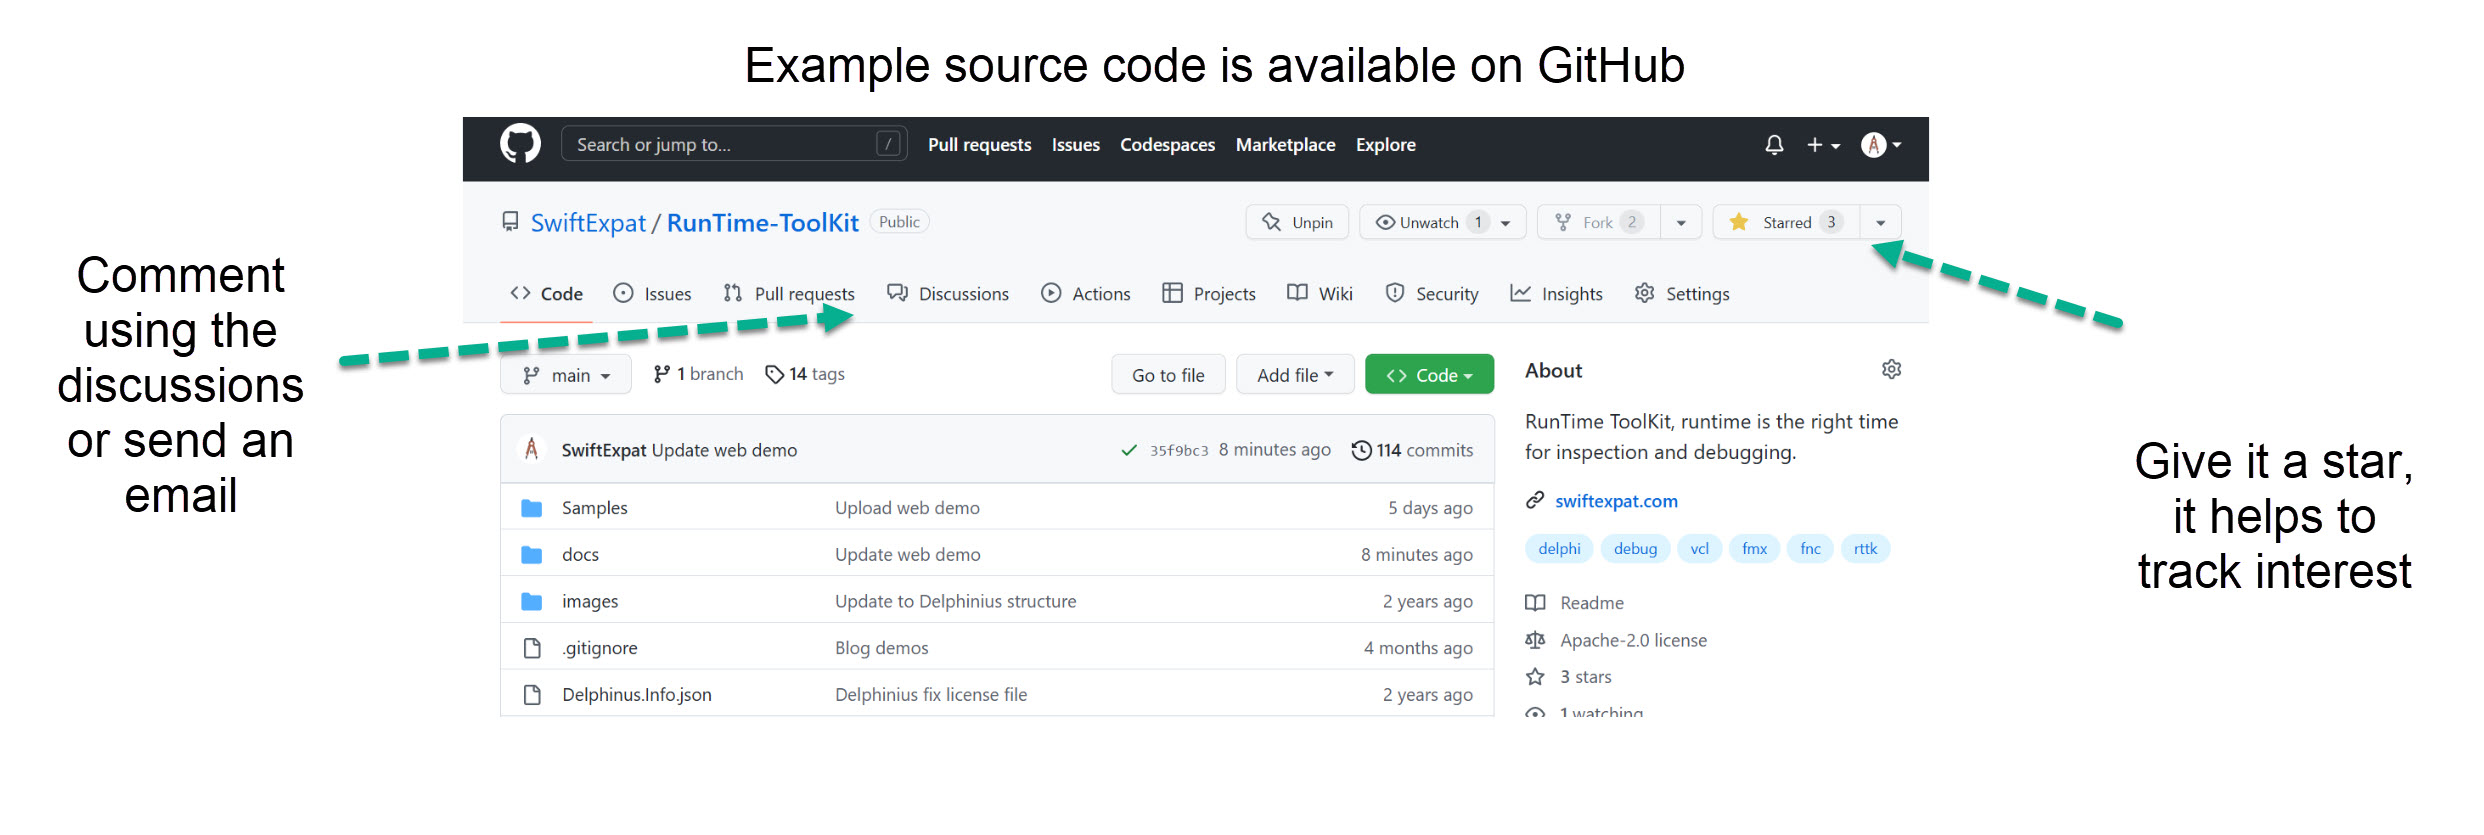 Example source code is available on GitHub
Search or jump to... /
Pull requests Issues Codespaces Marketplace Explore
SwiftExpat / RunTime-ToolKit Public
Unpin Unwatch 1 Fork 2 Starred 3
Code Issues Pull requests Discussions Actions Projects Wiki Security Insights Settings
Comment
using the
discussions
or send an
email
main 1 branch 14 tags Go to file Add file Code
SwiftExpat Update web demo 35f9bc3 8 minutes ago 114 commits
Samples Upload web demo 5 days ago
docs Update web demo 8 minutes ago
images Update to Delphinius structure 2 years ago
.gitignore Blog demos 4 months ago
Delphinus.Info.json Delphinius fix license file 2 years ago
About
RunTime ToolKit, runtime is the right time
for inspection and debugging.
swiftexpat.com
delphi debug vcl fmx fnc rttk
Readme
Apache-2.0 license
3 stars
1 watching
Give it a star,
it helps to
track interest